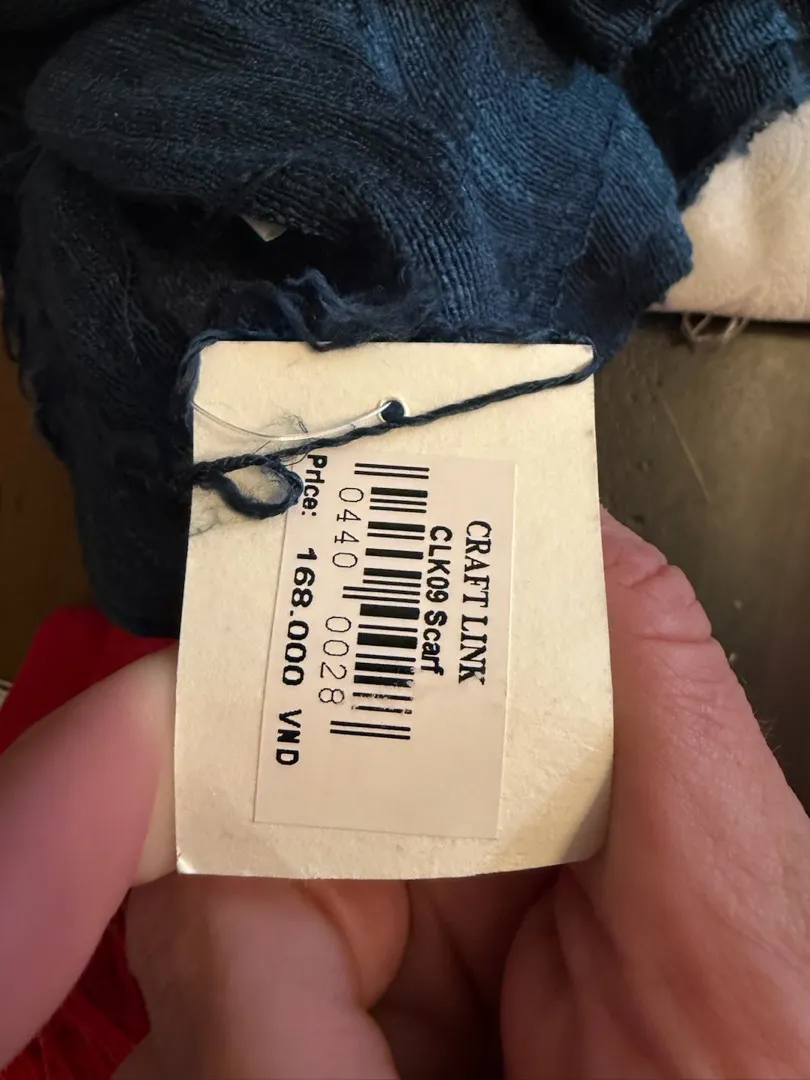 CRAFT LINK
CLK09 Scarf
0440 0028
Price: 168.000 VND